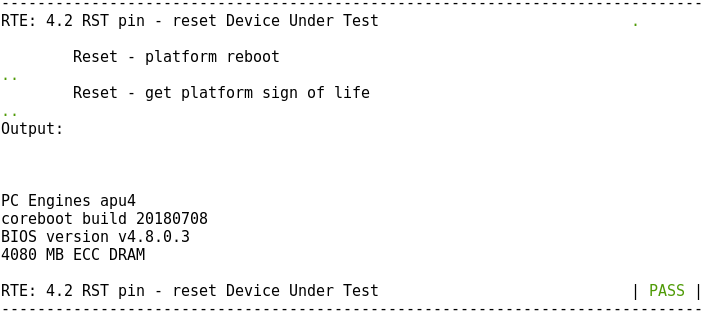 ------------------------------------------------------------------------------
RTE: 4.2 RST pin - reset Device Under Test                            .
        Reset - platform reboot
..
        Reset - get platform sign of life
..
Output:
PC Engines apu4
coreboot build 20180708
BIOS version v4.8.0.3
4080 MB ECC DRAM
RTE: 4.2 RST pin - reset Device Under Test                            | PASS |
------------------------------------------------------------------------------